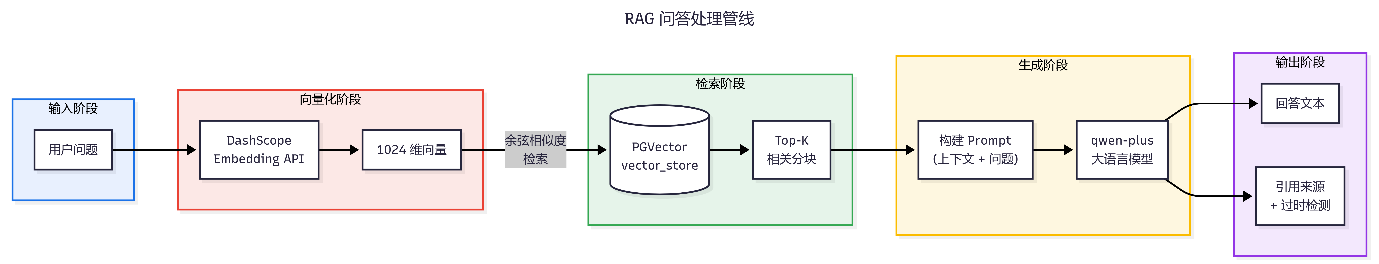 RAG 问答处理管线
输入阶段
用户问题
向量化阶段
DashScope
Embedding API
1024 维向量
余弦相似度
检索
检索阶段
PGVector
vector_store
Top-K
相关分块
生成阶段
构建 Prompt
(上下文 + 问题)
qwen-plus
大语言模型
输出阶段
回答文本
引用来源
+ 过时检测